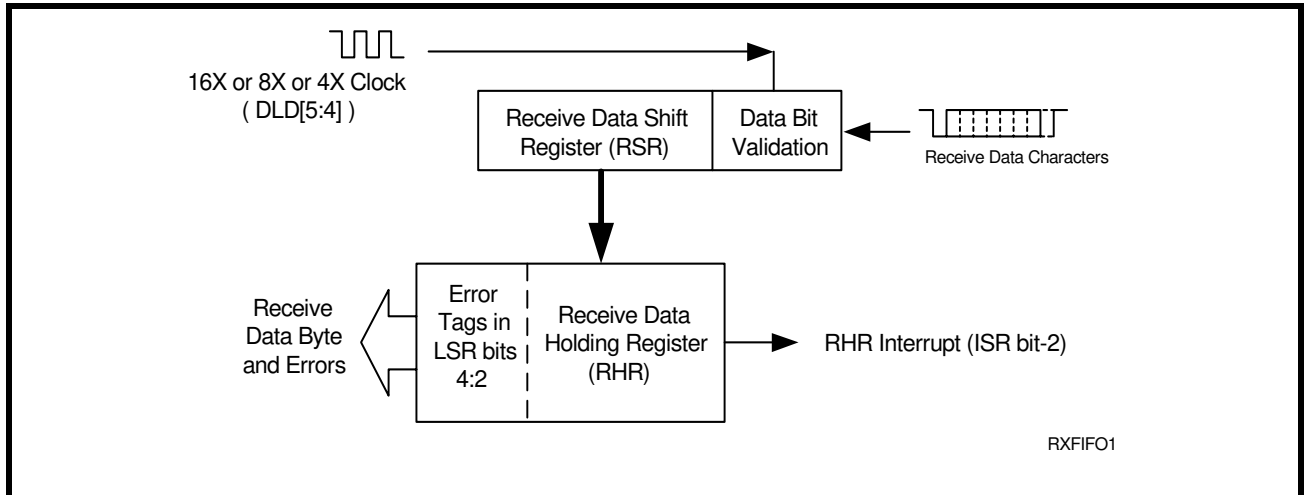 16X or 8X or 4X Clock
( DLD[5:4] )
Receive Data Shift
Register (RSR)
Data Bit
Validation
Receive Data Characters
Receive
Data Byte
and Errors
Error
Tags in
LSR bits
4:2
Receive Data
Holding Register
(RHR)
RHR Interrupt (ISR bit-2)
RXFIFO1